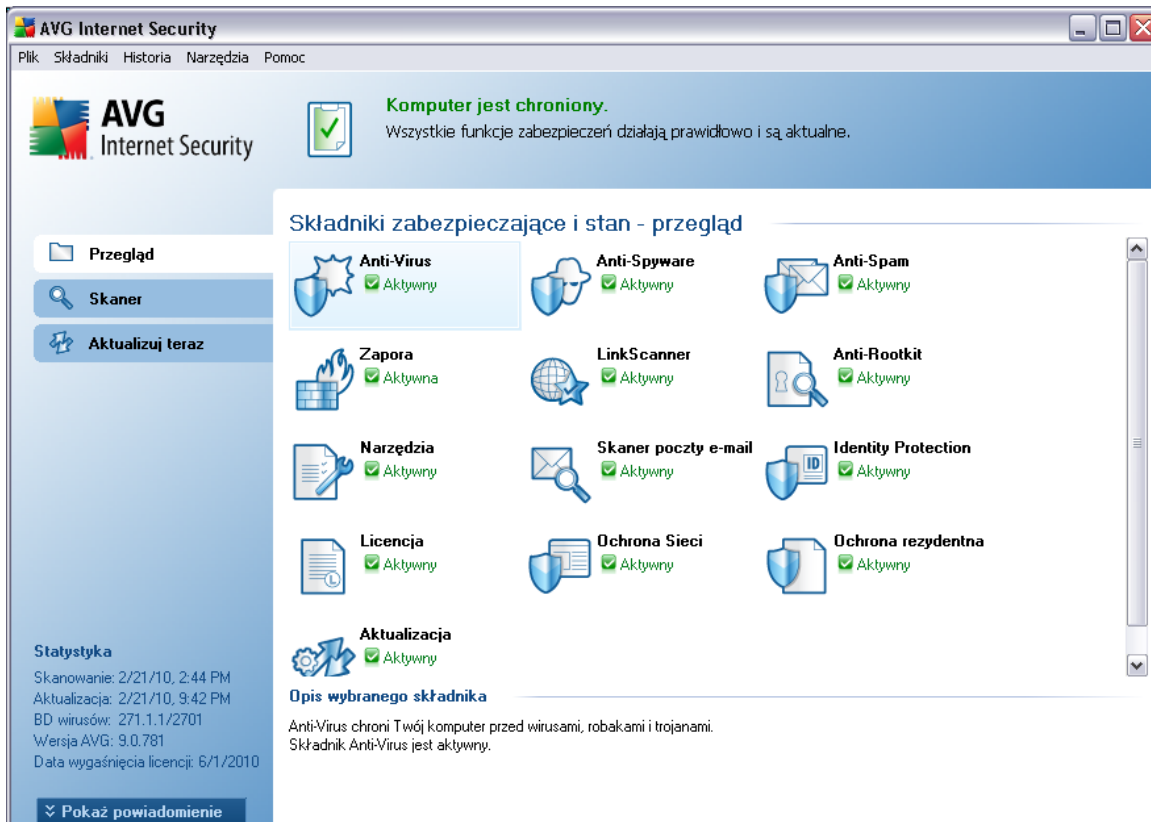 AVG Internet Security
Plik Składniki Historia Narzędzia Pomoc
AVG
Internet Security
Komputer jest chroniony.
Wszystkie funkcje zabezpieczeń działają prawidłowo i są aktualne.
Przegląd
Skaner
Aktualizuj teraz
Składniki zabezpieczające i stan - przegląd
Anti-Virus
Aktywny
Anti-Spyware
Aktywny
Anti-Spam
Aktywny
Zapora
Aktywna
LinkScanner
Aktywny
Anti-Rootkit
Aktywny
Narzędzia
Aktywny
Skaner poczty e-mail
Aktywny
Identity Protection
Aktywny
ID
Licencja
Aktywny
L
Ochrona Sieci
Aktywny
Ochrona rezydentna
Aktywny
Aktualizacja
Aktywny
Opis wybranego składnika
Anti-Virus chroni Twój komputer przed wirusami, robakami i trojanami.
Składnik Anti-Virus jest aktywny.
Statystyka
Skanowanie: 2/21/10, 2:44 PM
Aktualizacja: 2/21/10, 9:42 PM
BD wirusów: 271.1.1/2701
Wersja AVG: 9.0.781
Data wygaśnięcia licencji: 6/1/2010
Pokaż powiadomienie